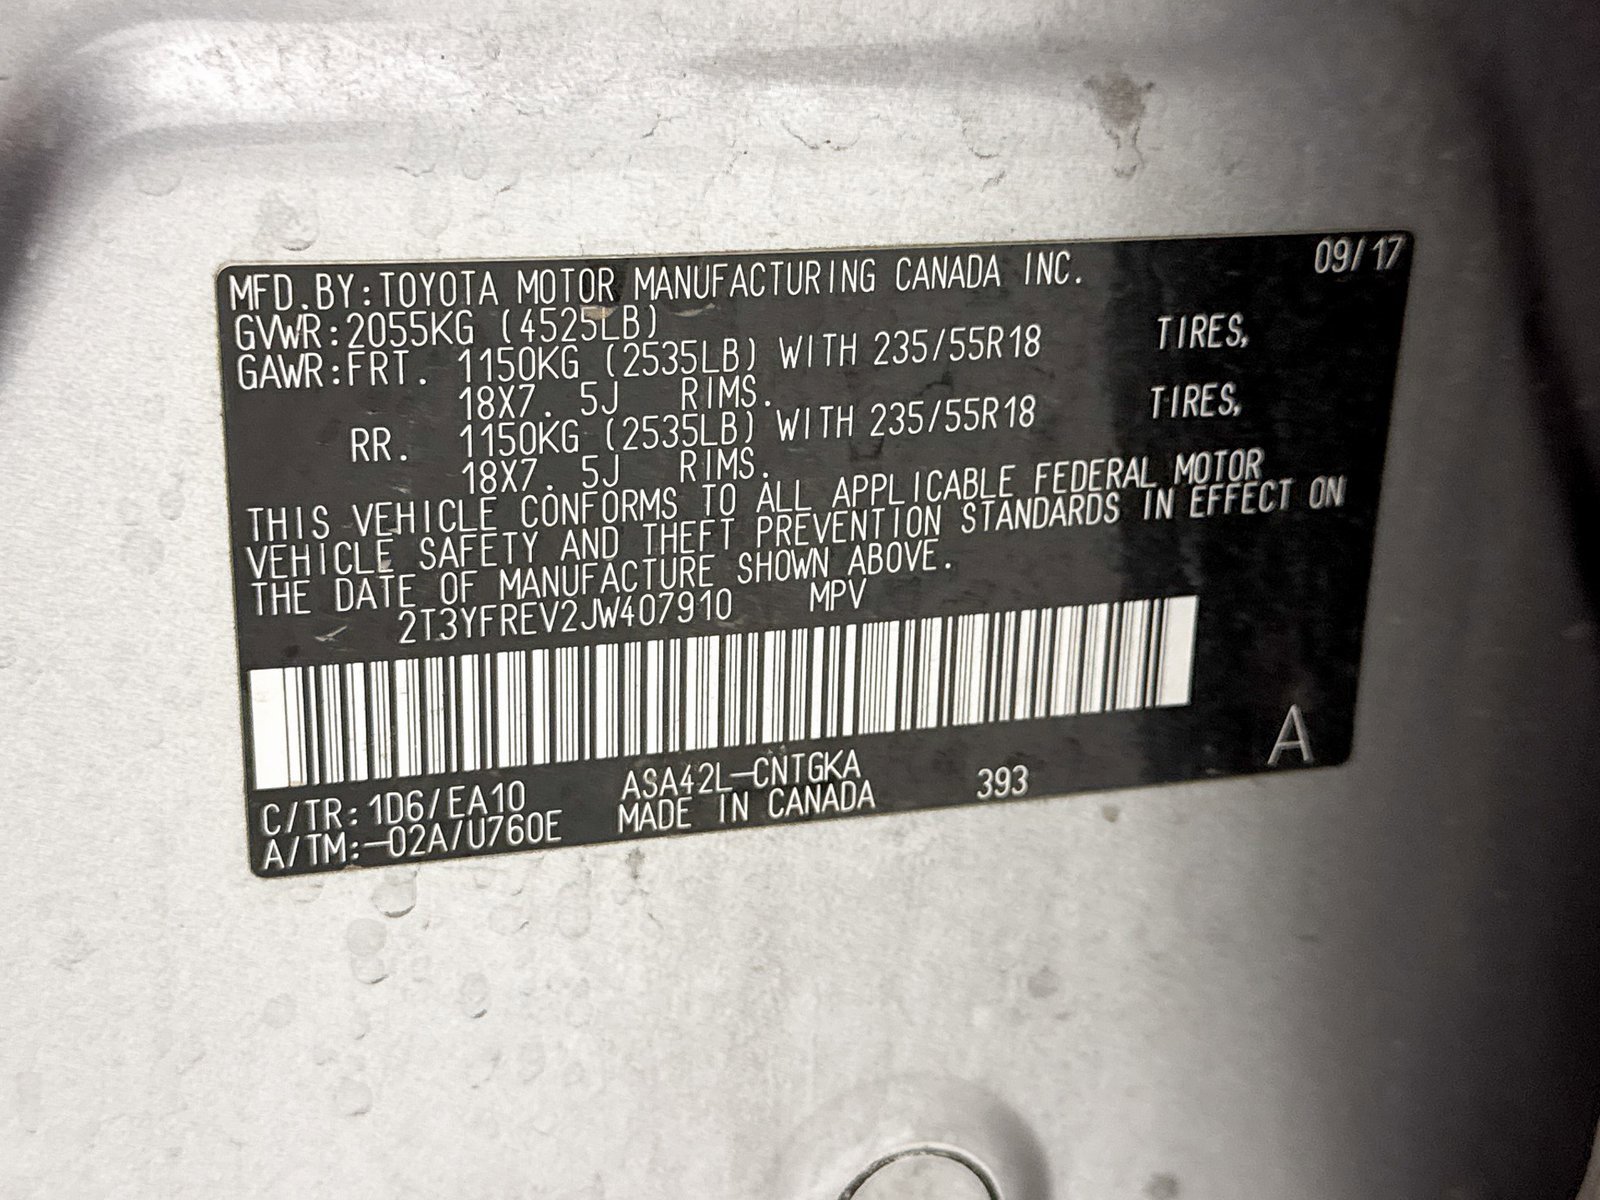 MFD.BY:TOYOTA MOTOR MANUFACTURING CANADA INC. 09/17
GVWR:2055KG (4525LB)
GAWR:FRT. 1150KG (2535LB) WITH 235/55R18 TIRES,
18X7. 5J RIMS.
RR. 1150KG (2535LB) WITH 235/55R18 TIRES,
18X7. 5J RIMS.
THIS VEHICLE CONFORMS TO ALL APPLICABLE FEDERAL MOTOR
VEHICLE SAFETY AND THEFT PREVENTION STANDARDS IN EFFECT ON
THE DATE OF MANUFACTURE SHOWN ABOVE.
2T3YFREV2JW407910 MPV
A
C/TR: 1D6/EA10 ASA42L-CNTGKA 393
A/TM:-02A/U760E MADE IN CANADA